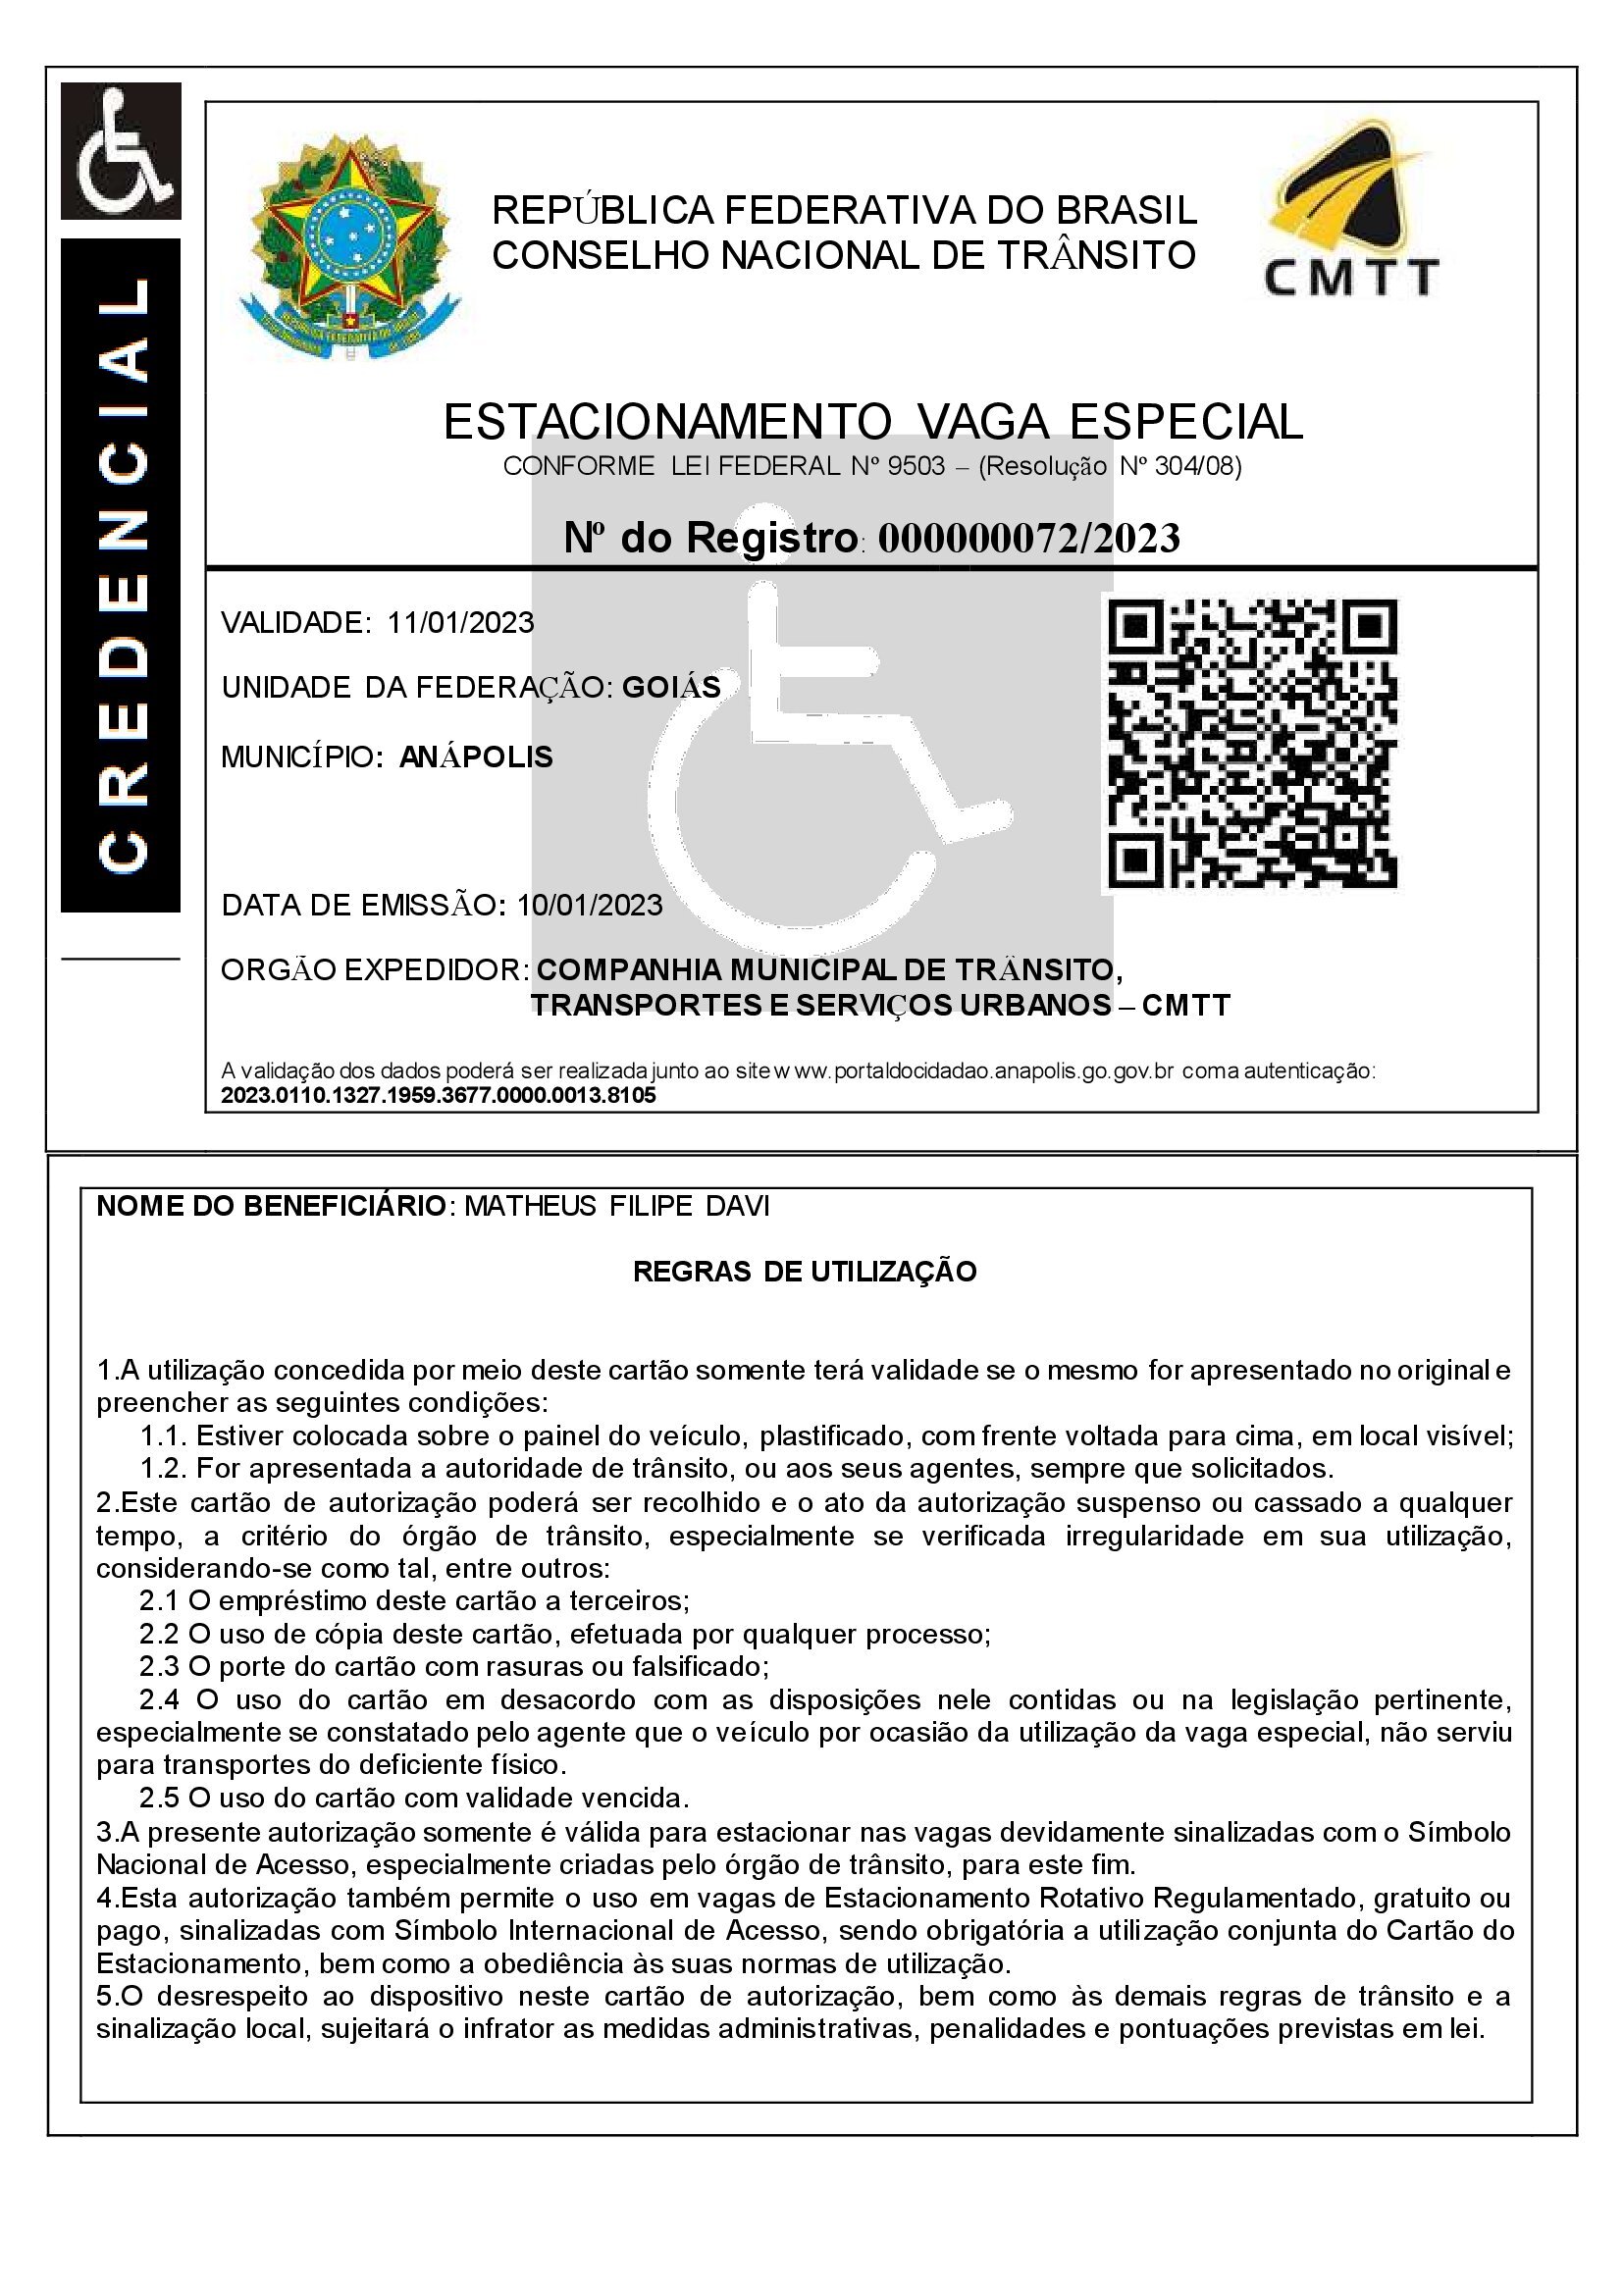 CREDENCIAL
REPÚBLICA FEDERATIVA DO BRASIL
CONSELHO NACIONAL DE TRÂNSITO
CMTT
ESTACIONAMENTO VAGA ESPECIAL
CONFORME LEI FEDERAL Nº 9503 – (Resolução Nº 304/08)
Nº do Registro: 000000072/2023
VALIDADE: 11/01/2023
UNIDADE DA FEDERAÇÃO: GOIÁS
MUNICÍPIO: ANÁPOLIS
DATA DE EMISSÃO: 10/01/2023
ORGÃO EXPEDIDOR: COMPANHIA MUNICIPAL DE TRÂNSITO,
TRANSPORTES E SERVIÇOS URBANOS – CMTT
A validação dos dados poderá ser realizada junto ao site www.portaldocidadao.anapolis.go.gov.br com a autenticação:
2023.0110.1327.1959.3677.0000.0013.8105
NOME DO BENEFICIÁRIO: MATHEUS FILIPE DAVI
REGRAS DE UTILIZAÇÃO
1.A utilização concedida por meio deste cartão somente terá validade se o mesmo for apresentado no original e
preencher as seguintes condições:
1.1. Estiver colocada sobre o painel do veículo, plastificado, com frente voltada para cima, em local visível;
1.2. For apresentada a autoridade de trânsito, ou aos seus agentes, sempre que solicitados.
2.Este cartão de autorização poderá ser recolhido e o ato da autorização suspenso ou cassado a qualquer
tempo, a critério do órgão de trânsito, especialmente se verificada irregularidade em sua utilização,
considerando-se como tal, entre outros:
2.1 O empréstimo deste cartão a terceiros;
2.2 O uso de cópia deste cartão, efetuada por qualquer processo;
2.3 O porte do cartão com rasuras ou falsificado;
2.4 O uso do cartão em desacordo com as disposições nele contidas ou na legislação pertinente,
especialmente se constatado pelo agente que o veículo por ocasião da utilização da vaga especial, não serviu
para transportes do deficiente físico.
2.5 O uso do cartão com validade vencida.
3.A presente autorização somente é válida para estacionar nas vagas devidamente sinalizadas com o Símbolo
Nacional de Acesso, especialmente criadas pelo órgão de trânsito, para este fim.
4.Esta autorização também permite o uso em vagas de Estacionamento Rotativo Regulamentado, gratuito ou
pago, sinalizadas com Símbolo Internacional de Acesso, sendo obrigatória a utilização conjunta do Cartão do
Estacionamento, bem como a obediência às suas normas de utilização.
5.O desrespeito ao dispositivo neste cartão de autorização, bem como às demais regras de trânsito e a
sinalização local, sujeitará o infrator as medidas administrativas, penalidades e pontuações previstas em lei.